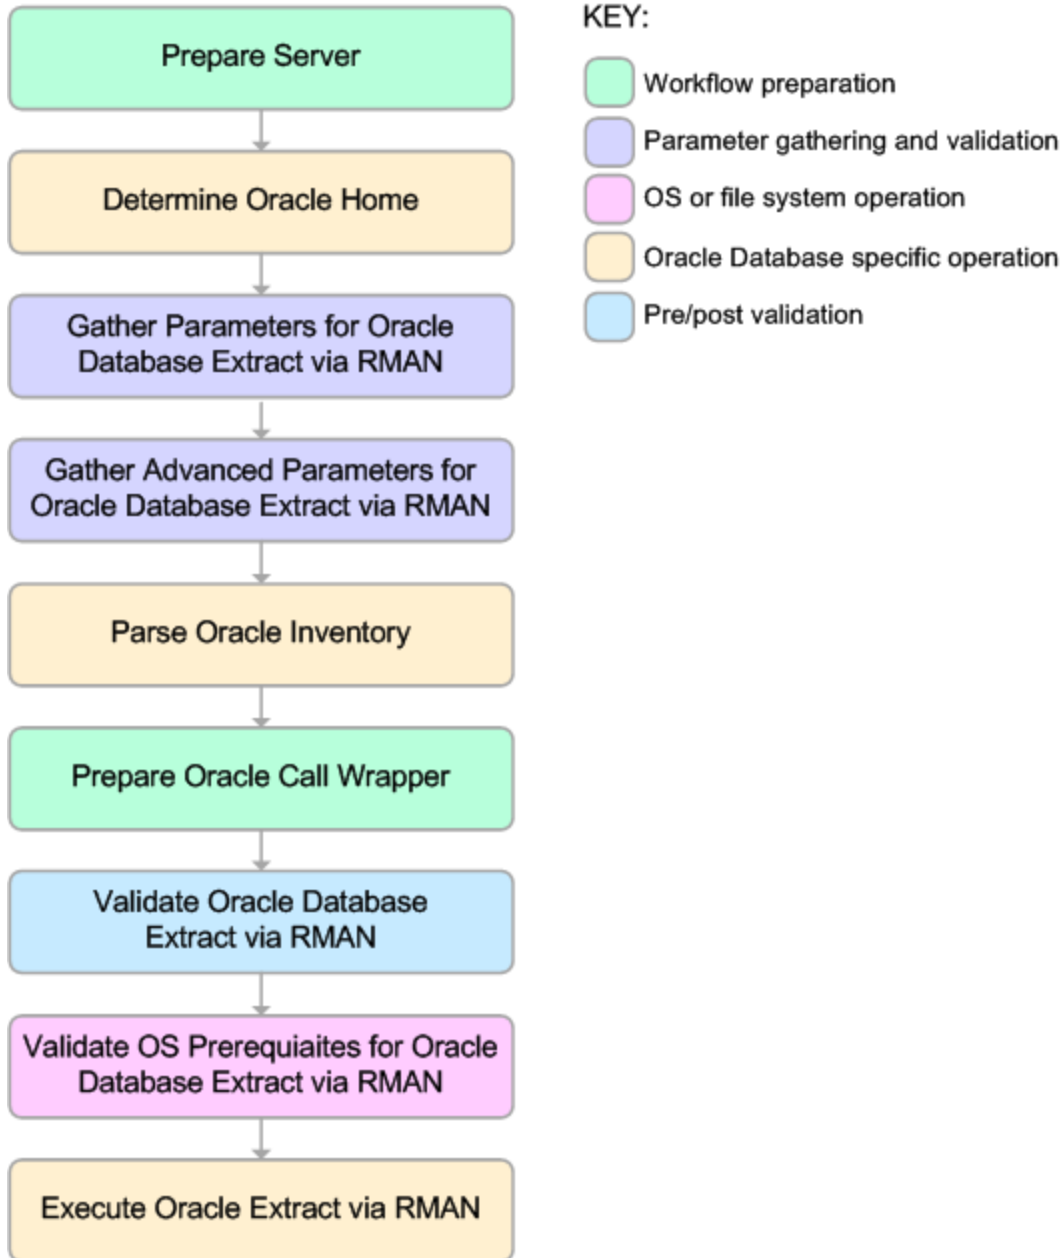 Prepare Server
Determine Oracle Home
Gather Parameters for Oracle
Database Extract via RMAN
Gather Advanced Parameters for
Oracle Database Extract via RMAN
Parse Oracle Inventory
Prepare Oracle Call Wrapper
Validate Oracle Database
Extract via RMAN
Validate OS Prerequiaites for Oracle
Database Extract via RMAN
Execute Oracle Extract via RMAN
KEY:
Workflow preparation
Parameter gathering and validation
OS or file system operation
Oracle Database specific operation
Pre/post validation